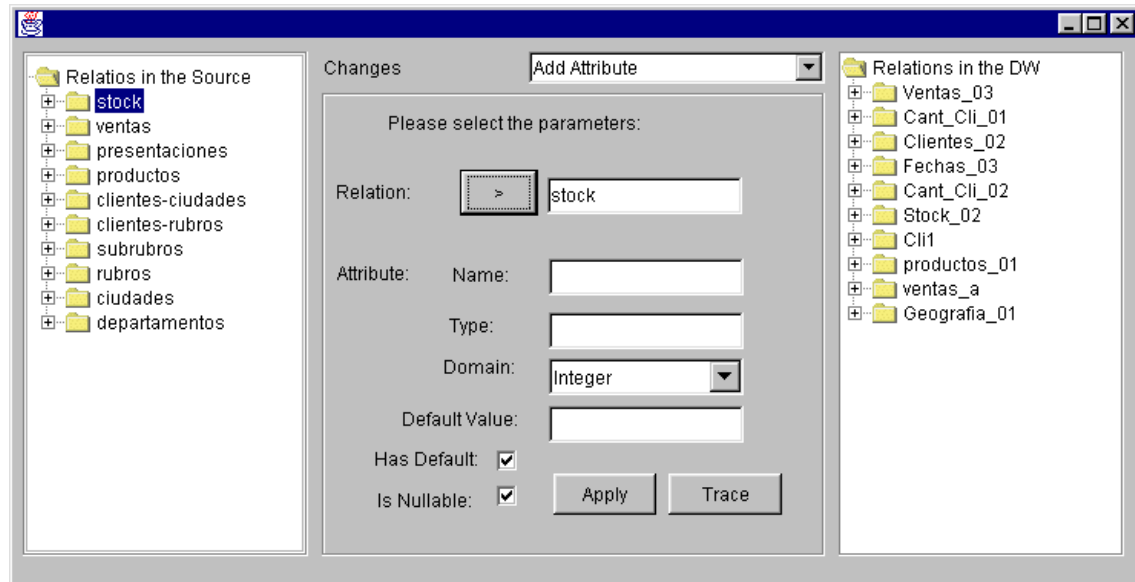 Relatios in the Source
stock
ventas
presentaciones
productos
clientes-ciudades
clientes-rubros
subrubros
rubros
ciudades
departamentos
Changes
Add Attribute
Please select the parameters:
Relation:
>
stock
Attribute:
Name:
Type:
Domain:
Integer
Default Value:
Has Default:
Is Nullable:
Apply
Trace
Relations in the DW
Ventas_03
Cant_Cli_01
Clientes_02
Fechas_03
Cant_Cli_02
Stock_02
Cli1
productos_01
ventas_a
Geografia_01